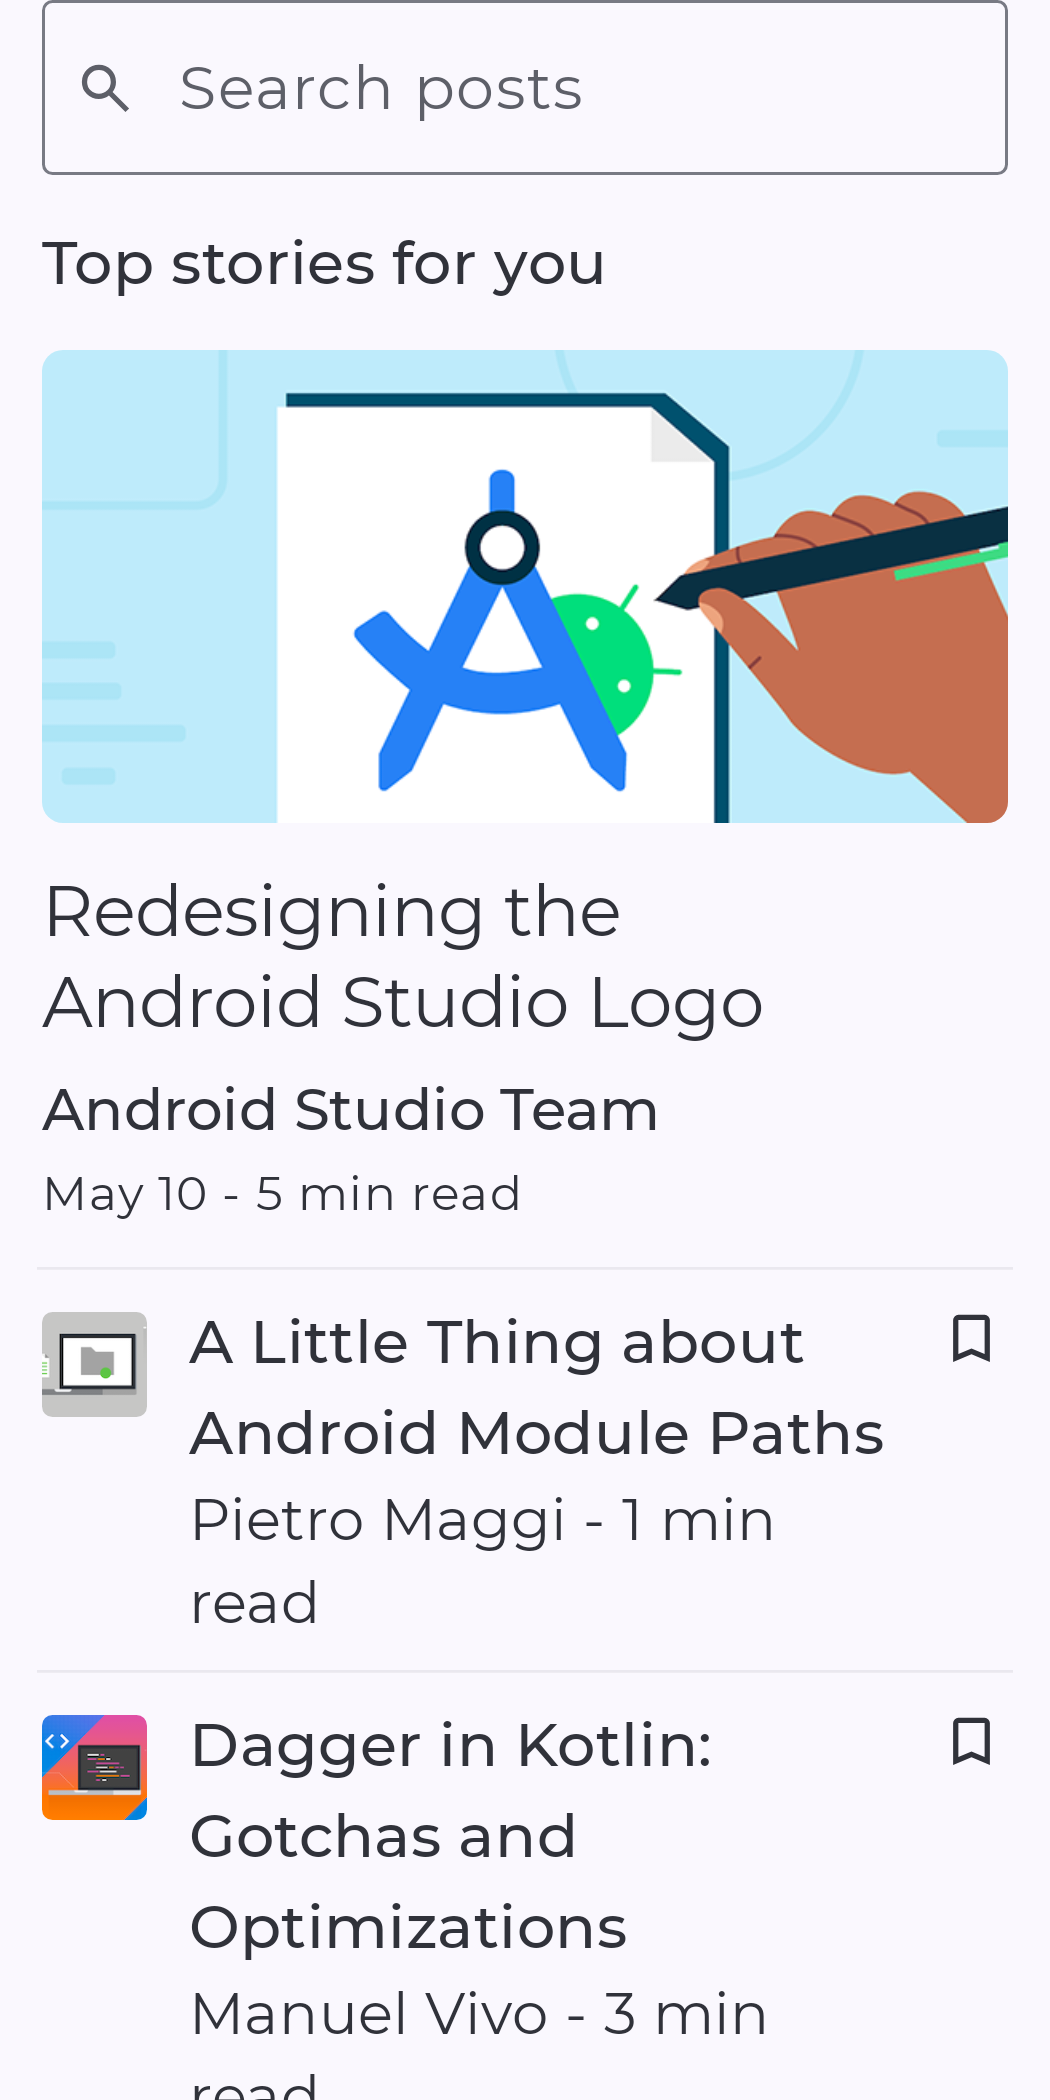 Search posts
Top stories for you
Redesigning the
Android Studio Logo
Android Studio Team
May 10 - 5 min read
A Little Thing about
Android Module Paths
Pietro Maggi - 1 min
read
Dagger in Kotlin:
Gotchas and
Optimizations
Manuel Vivo - 3 min
read